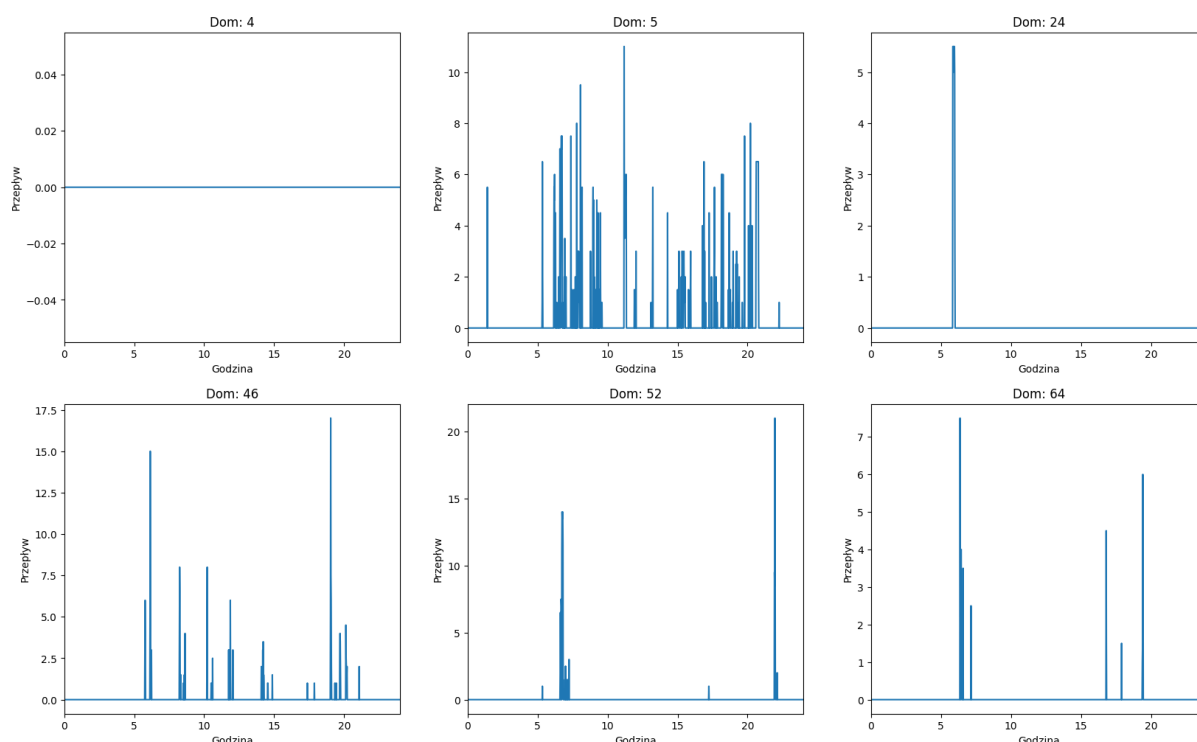 Dom: 4
0.04
0.02
0.00
−0.02
−0.04
Przepływ
0 5 10 15 20
Godzina
Dom: 5
10
8
6
4
2
0
Przepływ
0 5 10 15 20
Godzina
Dom: 24
5
4
3
2
1
0
Przepływ
0 5 10 15 20
Godzina
Dom: 46
17.5
15.0
12.5
10.0
7.5
5.0
2.5
0.0
Przepływ
0 5 10 15 20
Godzina
Dom: 52
20
15
10
5
0
Przepływ
0 5 10 15 20
Godzina
Dom: 64
7
6
5
4
3
2
1
0
Przepływ
0 5 10 15 20
Godzina